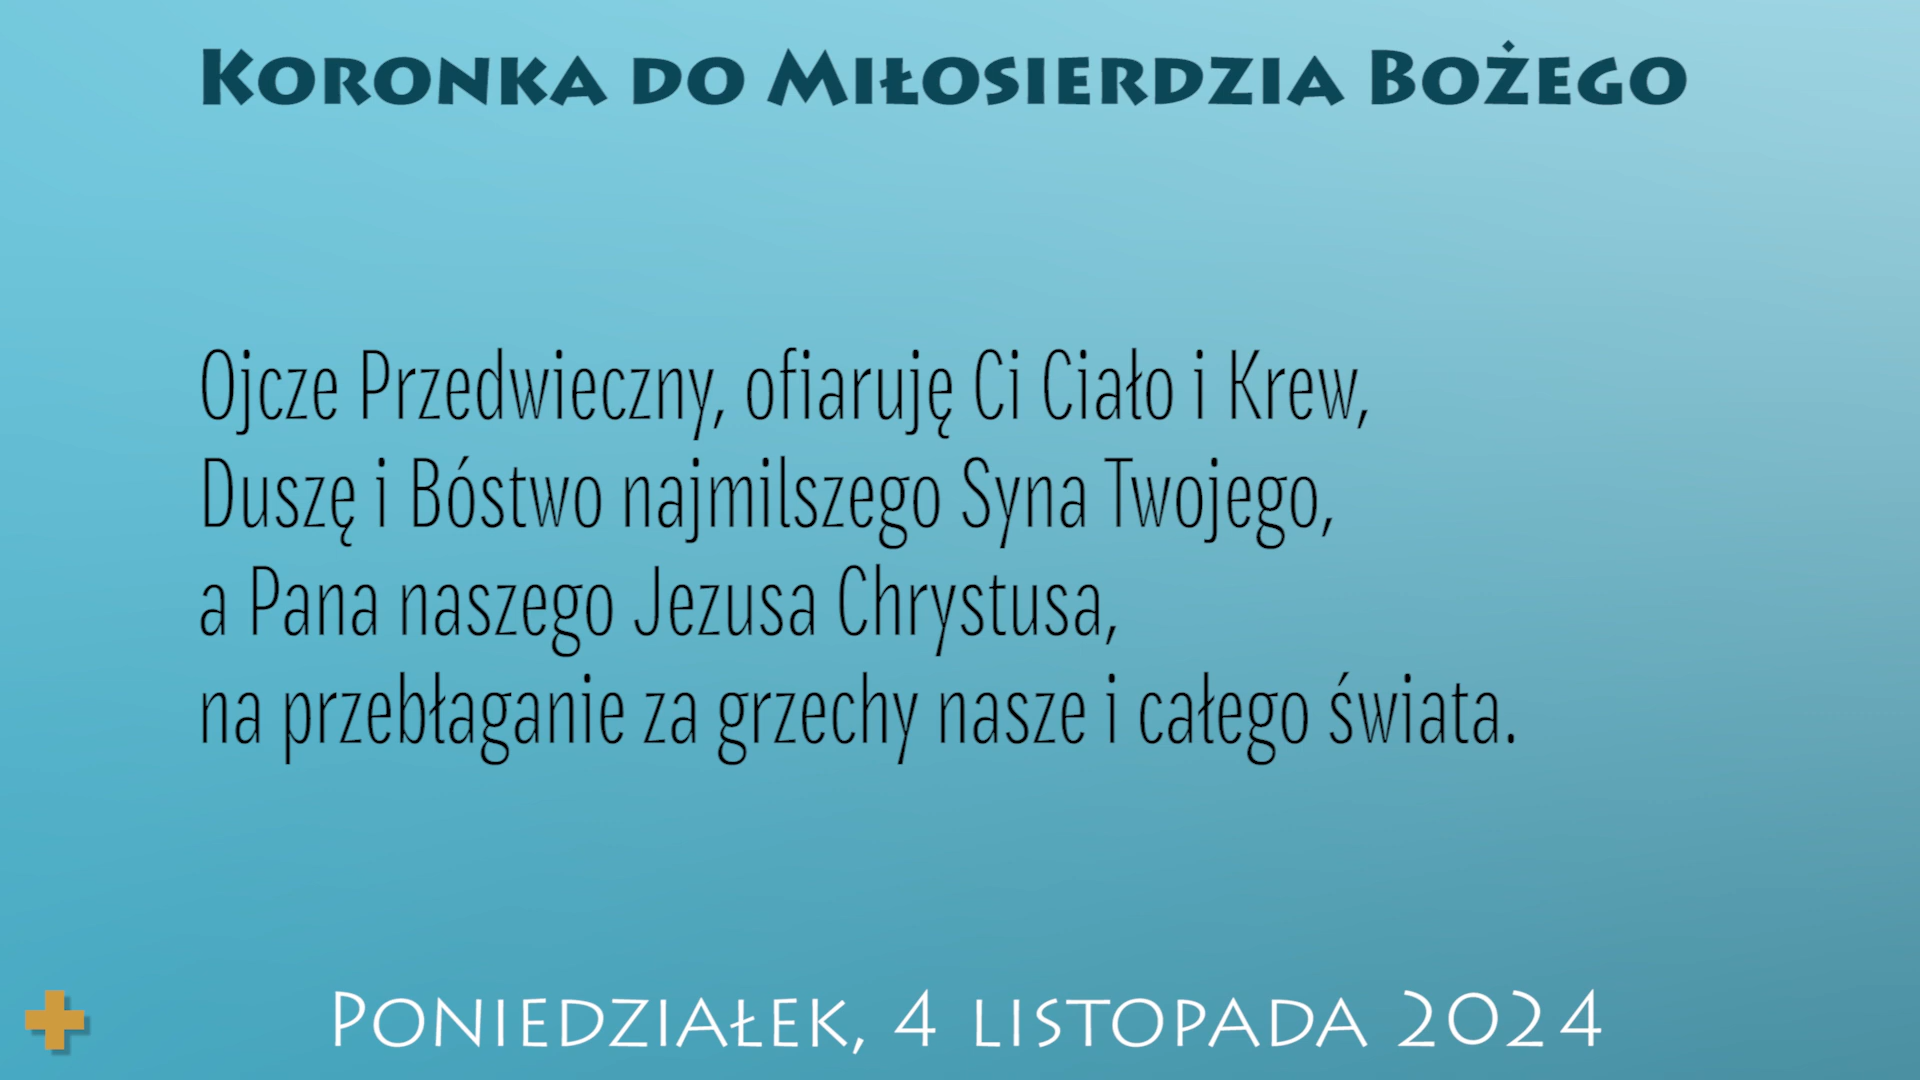 Koronka do Miłosierdzia Bożego
Ojcze Przedwieczny, ofiaruję Ci Ciało i Krew,
Duszę i Bóstwo najmilszego Syna Twojego,
a Pana naszego Jezusa Chrystusa,
na przebłaganie za grzechy nasze i całego świata.
Poniedziałek, 4 listopada 2024